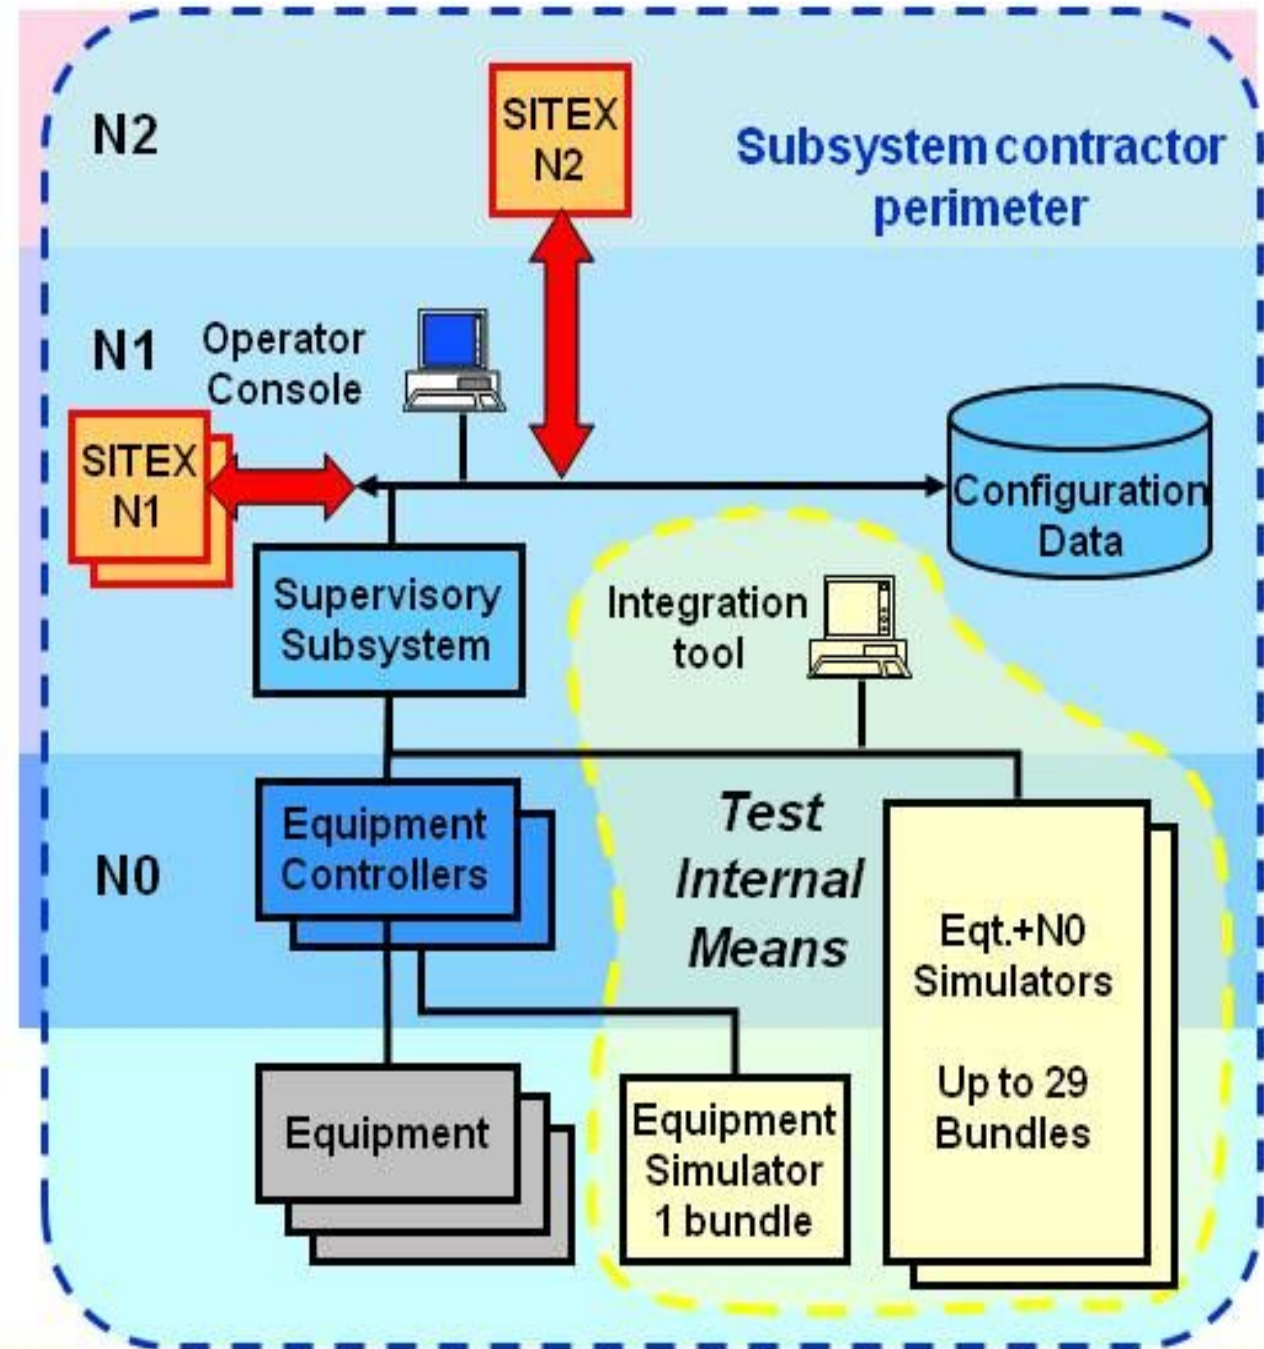 N2
SITEX
N2
Subsystem contractor
perimeter
N1
Operator
Console
SITEX
N1
Configuration
Data
Supervisory
Subsystem
Integration
tool
N0
Equipment
Controllers
Test
Internal
Means
Eqt.+N0
Simulators
Up to 29
Bundles
Equipment
Equipment
Simulator
1 bundle